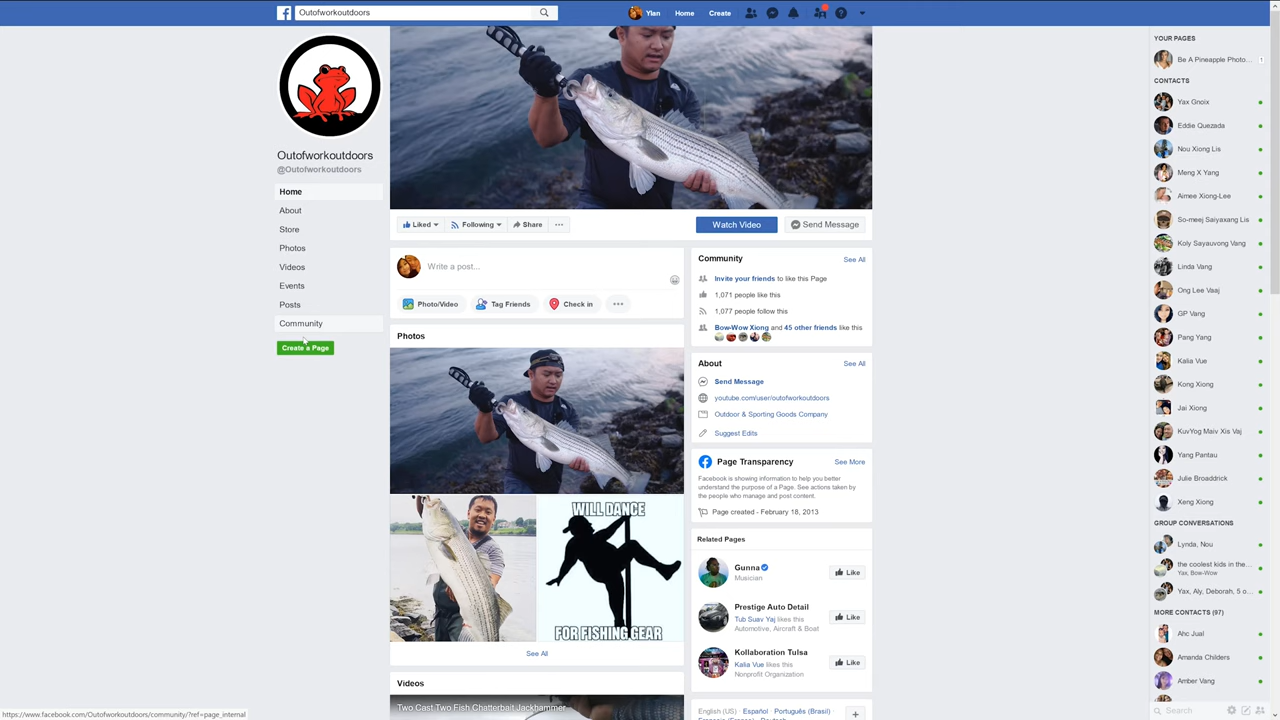 Outofworkoutdoors
Ylan
Home
Create
Outofworkoutdoors
@Outofworkoutdoors
Home
About
Store
Photos
Videos
Events
Posts
Community
Create a Page
Liked
Following
Share
Watch Video
Send Message
Write a post...
Photo/Video
Tag Friends
Check in
Photos
WILL DANCE
FOR FISHING GEAR
See All
Videos
Two Cast Two Fish Chatterbait Jackhammer
Community
See All
Invite your friends to like this Page
1,071 people like this
1,077 people follow this
Bow-Wow Xiong and 45 other friends like this
About
See All
Send Message
youtube.com/user/outofworkoutdoors
Outdoor & Sporting Goods Company
Suggest Edits
Page Transparency
See More
Facebook is showing information to help you better
understand the purpose of a Page. See actions taken by
the people who manage and post content.
Page created - February 18, 2013
Related Pages
Gunna
Musician
Like
Prestige Auto Detail
Tub Suav Yaj likes this
Automotive, Aircraft & Boat
Like
Kollaboration Tulsa
Kalia Vue likes this
Nonprofit Organization
Like
English (US) · Español · Português (Brasil) ·
YOUR PAGES
Be A Pineapple Photo...
1
CONTACTS
Yax Gnoix
Eddie Quezada
Nou Xiong Lis
Meng X Yang
Aimee Xiong-Lee
So-meej Saiyaxang Lis
Koly Sayauvong Vang
Linda Vang
Ong Lee Vaaj
GP Vang
Pang Yang
Kalia Vue
Kong Xiong
Jai Xiong
KuvYog Maiv Xis Vaj
Yang Pantau
Julie Broaddrick
Xeng Xiong
GROUP CONVERSATIONS
Lynda, Nou
the coolest kids in the...
Yax, Bow-Wow
Yax, Aly, Deborah, 5 o...
MORE CONTACTS (97)
Ahc Jual
Amanda Childers
Amber Vang
Search
https://www.facebook.com/Outofworkoutdoors/community/?ref=page_internal